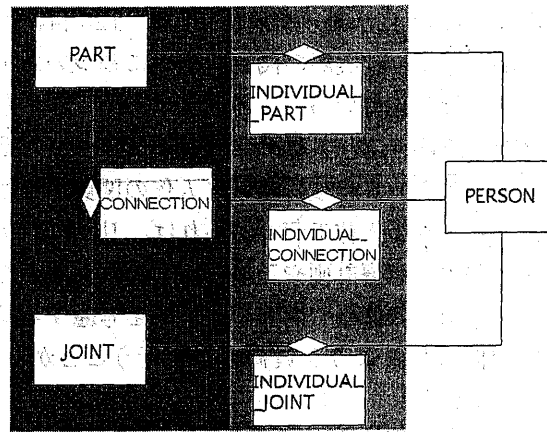 PART
INDIVIDUAL
_PART
CONNECTION
PERSON
INDIVIDUAL_
CONNECTION
JOINT
INDIVIDUAL
_JOINT